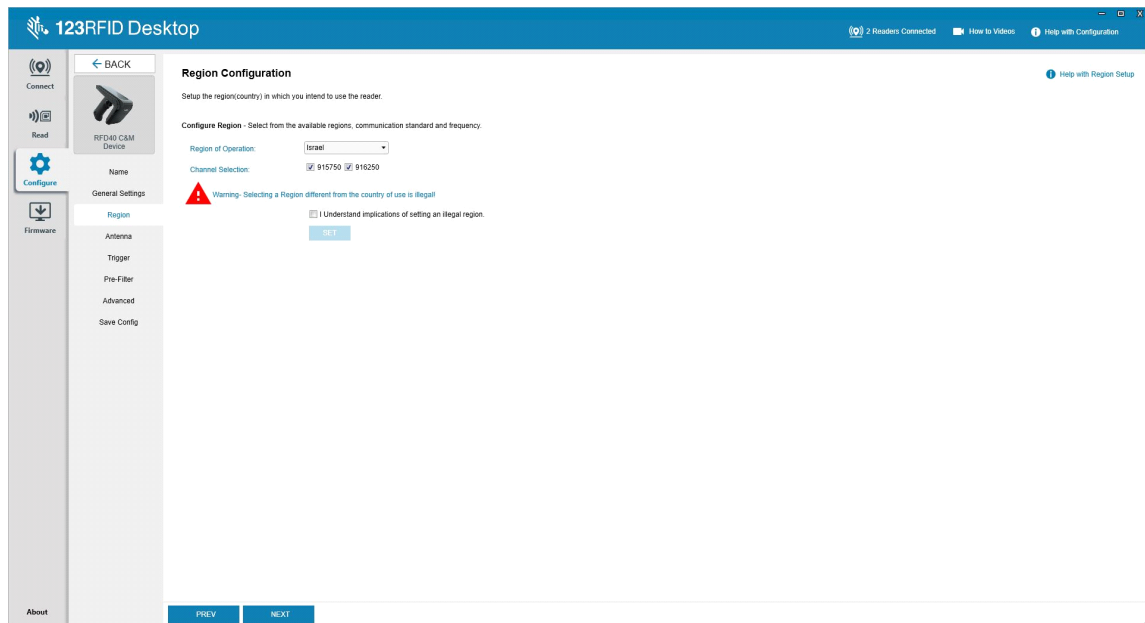 123RFID Desktop
2 Readers Connected
How to Videos
Help with Configuration
Connect
Read
Configure
Firmware
About
BACK
RFD40 C&M
Device
Name
General Settings
Region
Antenna
Trigger
Pre-Filter
Advanced
Save Config
Region Configuration
Help with Region Setup
Setup the region(country) in which you intend to use the reader.
Configure Region - Select from the available regions, communication standard and frequency.
Region of Operation: Israel
Channel Selection: 915750 916250
Warning- Selecting a Region different from the country of use is illegal!
I Understand implications of setting an illegal region.
SET
PREV NEXT